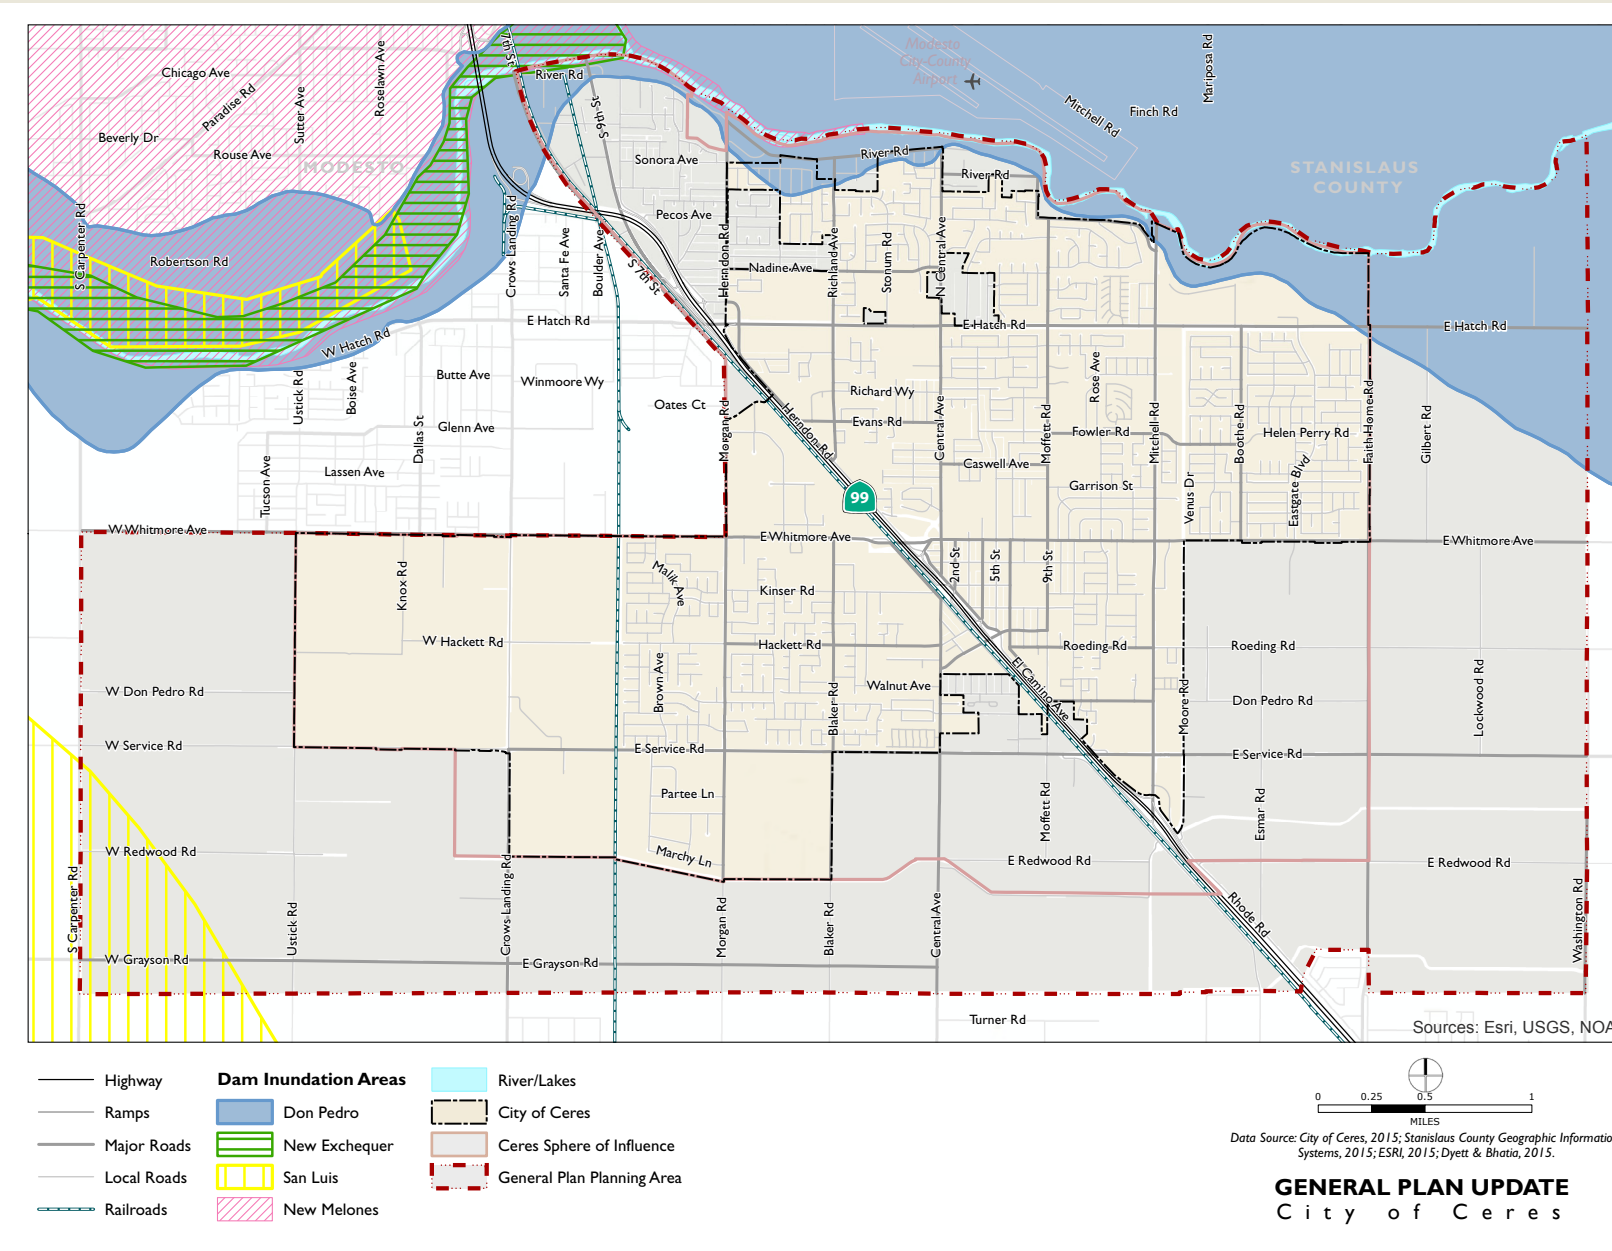 Modesto
City-County
Airport
7th St
River Rd
Mariposa Rd
Chicago Ave
Paradise Rd
Sutter Ave
Roselawn Ave
Mitchell Rd
Finch Rd
Beverly Dr
Rouse Ave
MODESTO
S 9th St
Sonora Ave
River Rd
River Rd
STANISLAUS
COUNTY
S Carpenter Rd
Robertson Rd
Crows Landing Rd
Santa Fe Ave
Boulder Ave
Pecos Ave
S 7th St
Herndon Rd
Nadine Ave
Richland Ave
Stonum Rd
N Central Ave
E Hatch Rd
E Hatch Rd
E Hatch Rd
W Hatch Rd
Ustick Rd
Boise Ave
Butte Ave
Winmoore Wy
Oates Ct
Morgan Rd
Richard Wy
Rose Ave
Herndon Rd
Evans Rd
Central Ave
Moffett Rd
Fowler Rd
Mitchell Rd
Boothe Rd
Helen Perry Rd
Faith Home Rd
Gilbert Rd
Dallas St
Glenn Ave
Lassen Ave
Tucson Ave
Caswell Ave
Garrison St
Venus Dr
Eastgate Blvd
99
W Whitmore Ave
E Whitmore Ave
E Whitmore Ave
Knox Rd
Malik Ave
Kinser Rd
2nd St
5th St
9th St
W Hackett Rd
Hackett Rd
Roeding Rd
Roeding Rd
Brown Ave
Walnut Ave
El Camino Ave
Moore Rd
Lockwood Rd
W Don Pedro Rd
Don Pedro Rd
Blaker Rd
W Service Rd
E Service Rd
E Service Rd
Partee Ln
Moffett Rd
Esmar Rd
W Redwood Rd
Marchy Ln
E Redwood Rd
E Redwood Rd
S Carpenter Rd
Ustick Rd
Crows Landing Rd
Morgan Rd
Blaker Rd
Central Ave
Rhode Rd
Washington Rd
W Grayson Rd
E Grayson Rd
Turner Rd
Sources: Esri, USGS, NOA
Highway
Ramps
Major Roads
Local Roads
Railroads
Dam Inundation Areas
Don Pedro
New Exchequer
San Luis
New Melones
River/Lakes
City of Ceres
Ceres Sphere of Influence
General Plan Planning Area
0 0.25 0.5 1
MILES
Data Source: City of Ceres, 2015; Stanislaus County Geographic Informatio
Systems, 2015; ESRI, 2015; Dyett & Bhatia, 2015.
GENERAL PLAN UPDATE
City of Ceres